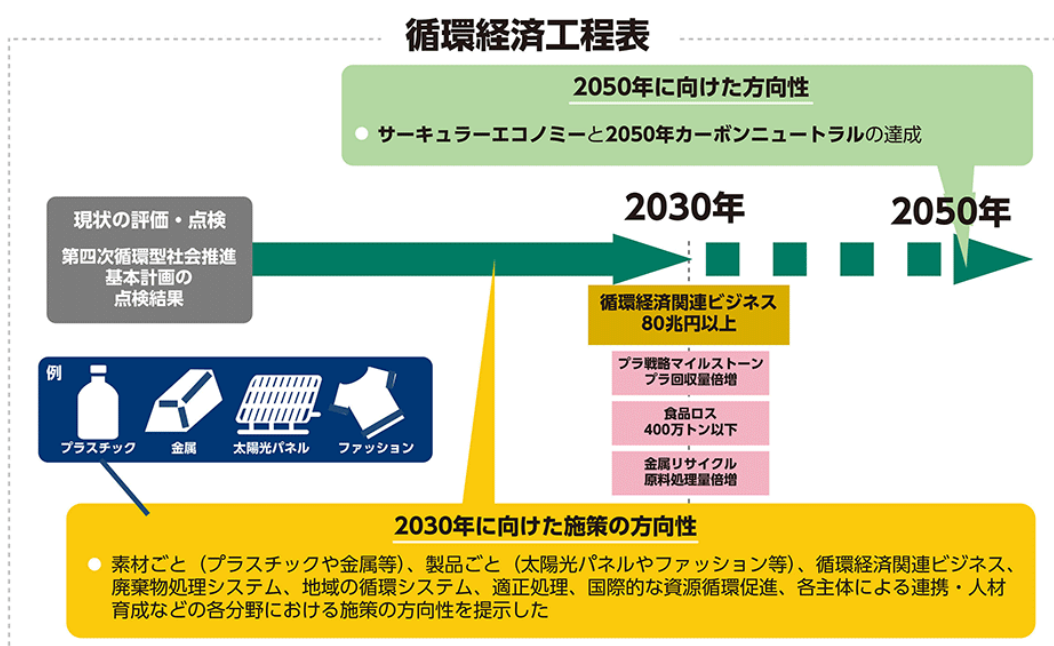 循環経済工程表
2050年に向けた方向性
● サーキュラーエコノミーと2050年カーボンニュートラルの達成
現状の評価・点検
第四次循環型社会推進
基本計画の
点検結果
2030年
2050年
循環経済関連ビジネス
80兆円以上
プラ戦略マイルストーン
プラ回収量倍増
食品ロス
400万トン以下
金属リサイクル
原料処理量倍増
例
プラスチック
金属
太陽光パネル
ファッション
2030年に向けた施策の方向性
● 素材ごと（プラスチックや金属等）、製品ごと（太陽光パネルやファッション等）、循環経済関連ビジネス、
廃棄物処理システム、地域の循環システム、適正処理、国際的な資源循環促進、各主体による連携・人材
育成などの各分野における施策の方向性を提示した